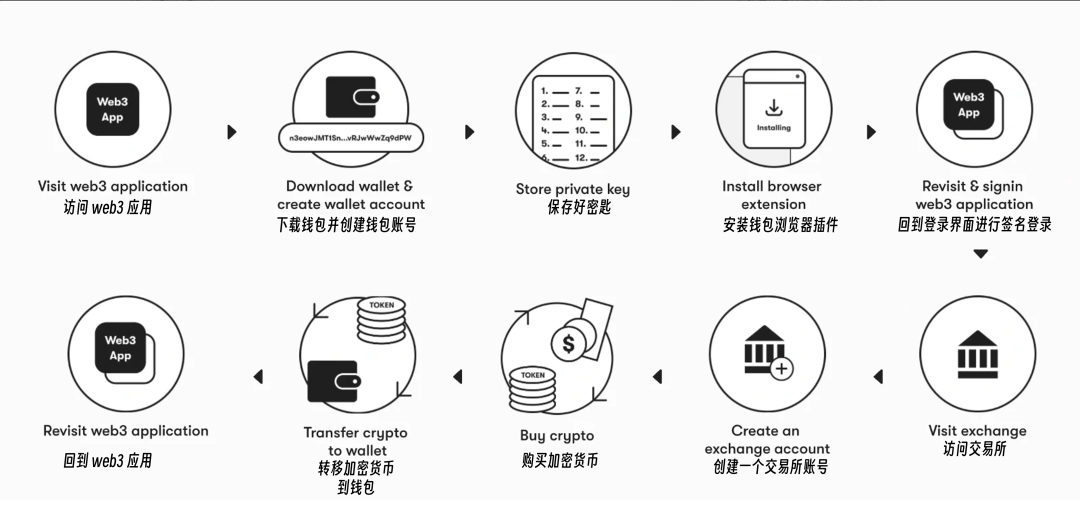 Web3
App
Visit web3 application
访问 web3 应用
n3eowJMT1Sn...vRJwWwZq9dPW
Download wallet &
create wallet account
下载钱包并创建钱包账号
1. 7.
2. 8.
3. 9.
4. 10.
5. 11.
6. 12.
Store private key
保存好密匙
Installing
Install browser
extension
安装钱包浏览器插件
Web3
App
Revisit & signin
web3 application
回到登录界面进行签名登录
Visit exchange
访问交易所
Create an
exchange account
创建一个交易所账号
$
TOKEN
Buy crypto
购买加密货币
TOKEN
Transfer crypto
to wallet
转移加密货币
到钱包
Web3
App
Revisit web3 application
回到 web3 应用